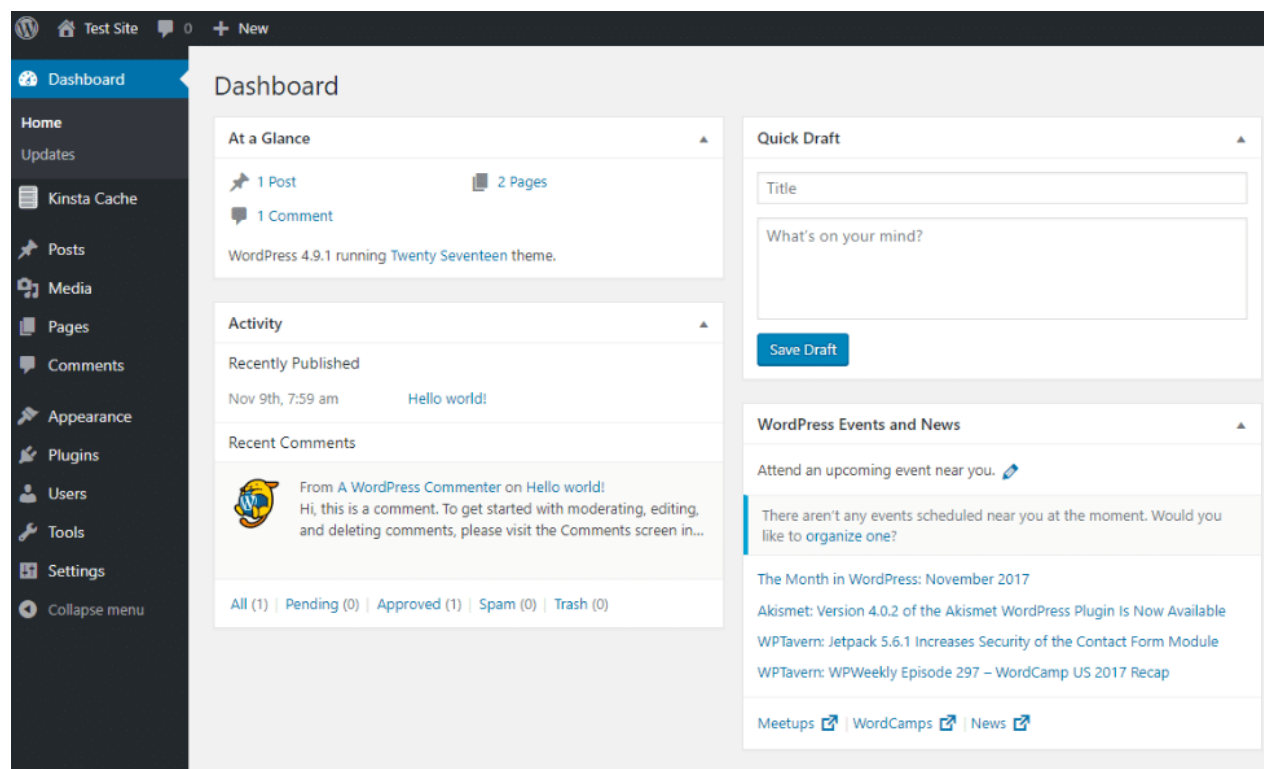 Test Site 0 New
Dashboard
Home
Updates
Kinsta Cache
Posts
Media
Pages
Comments
Appearance
Plugins
Users
Tools
Settings
Collapse menu
Dashboard
At a Glance
1 Post 2 Pages
1 Comment
WordPress 4.9.1 running Twenty Seventeen theme.
Activity
Recently Published
Nov 9th, 7:59 am Hello world!
Recent Comments
From A WordPress Commenter on Hello world!
Hi, this is a comment. To get started with moderating, editing,
and deleting comments, please visit the Comments screen in...
All (1) | Pending (0) | Approved (1) | Spam (0) | Trash (0)
Quick Draft
Title
What's on your mind?
Save Draft
WordPress Events and News
Attend an upcoming event near you.
There aren't any events scheduled near you at the moment. Would you
like to organize one?
The Month in WordPress: November 2017
Akismet: Version 4.0.2 of the Akismet WordPress Plugin Is Now Available
WPTavern: Jetpack 5.6.1 Increases Security of the Contact Form Module
WPTavern: WPWeekly Episode 297 – WordCamp US 2017 Recap
Meetups | WordCamps | News